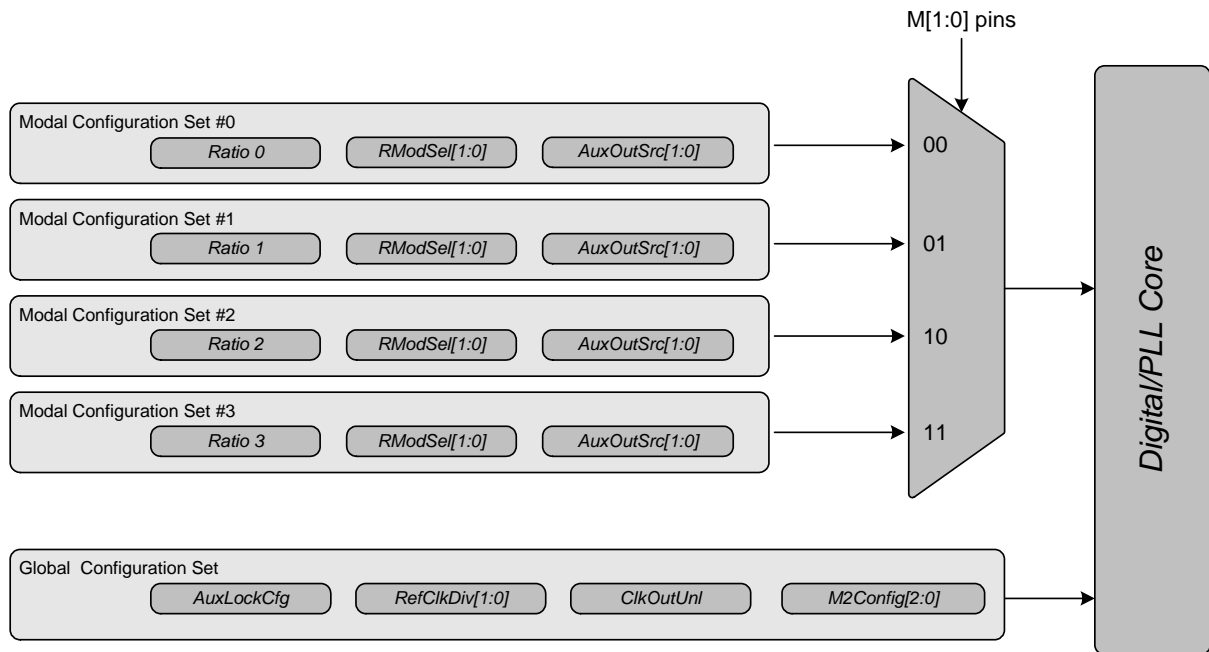 M[1:0] pins
Modal Configuration Set #0
Ratio 0 RModSel[1:0] AuxOutSrc[1:0]
00
Modal Configuration Set #1
Ratio 1 RModSel[1:0] AuxOutSrc[1:0]
01
Modal Configuration Set #2
Ratio 2 RModSel[1:0] AuxOutSrc[1:0]
10
Modal Configuration Set #3
Ratio 3 RModSel[1:0] AuxOutSrc[1:0]
11
Digital/PLL Core
Global Configuration Set
AuxLockCfg RefClkDiv[1:0] ClkOutUnl M2Config[2:0]